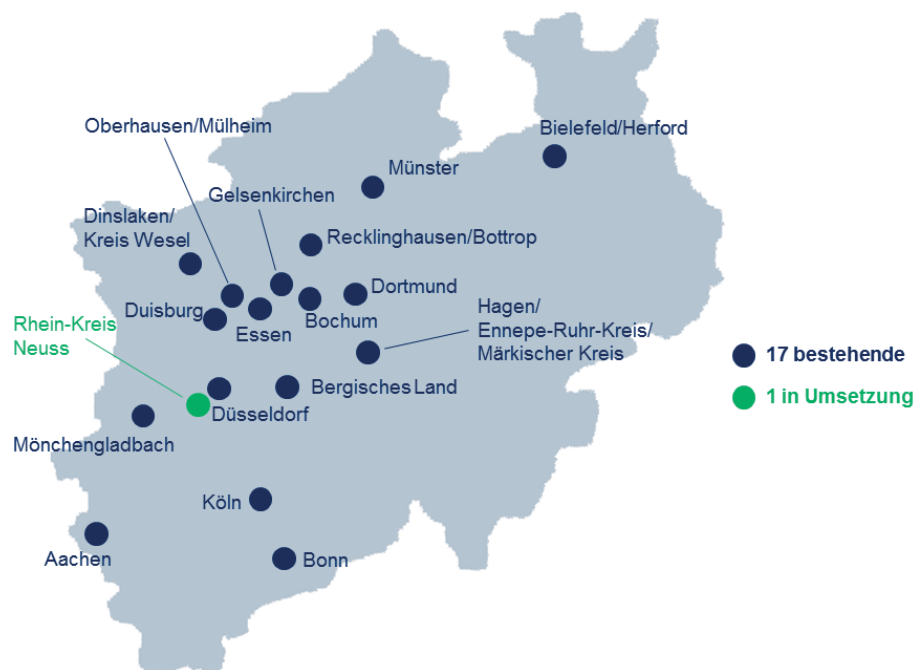 Oberhausen/Mülheim
Bielefeld/Herford
Münster
Gelsenkirchen
Dinslaken/
Kreis Wesel
Recklinghausen/Bottrop
Dortmund
Duisburg
Essen
Bochum
Hagen/
Ennepe-Ruhr-Kreis/
Märkischer Kreis
Rhein-Kreis
Neuss
17 bestehende
1 in Umsetzung
Bergisches Land
Düsseldorf
Mönchengladbach
Köln
Aachen
Bonn